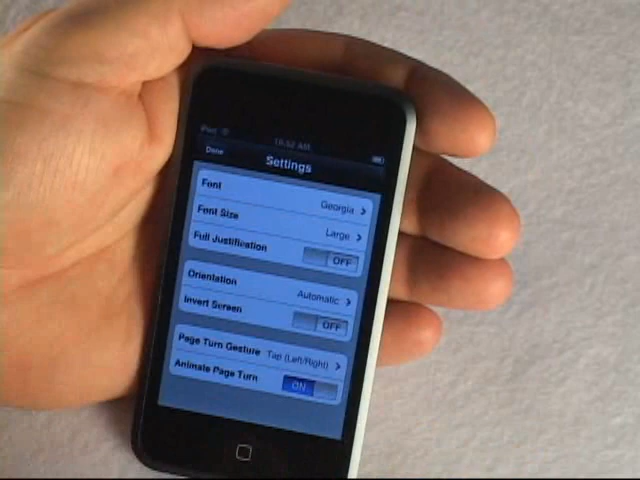 iPod 10:52 AM
Done Settings
Font Georgia
Font Size Large
Full Justification OFF
Orientation Automatic
Invert Screen OFF
Page Turn Gesture Tap (Left/Right)
Animate Page Turn ON